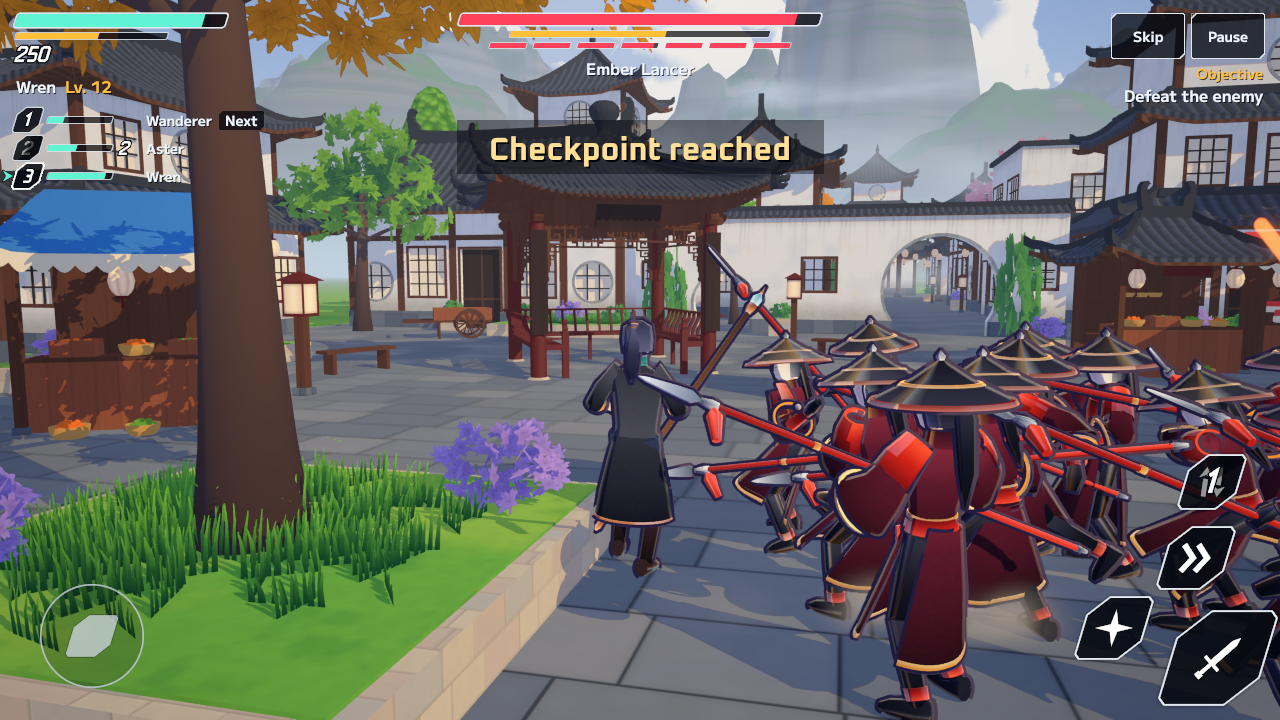 250
Wren Lv. 12
1 Wanderer Next
2 2 Aster
3 Wren
Ember Lancer
Checkpoint reached
Skip Pause
Objective
Defeat the enemy
1